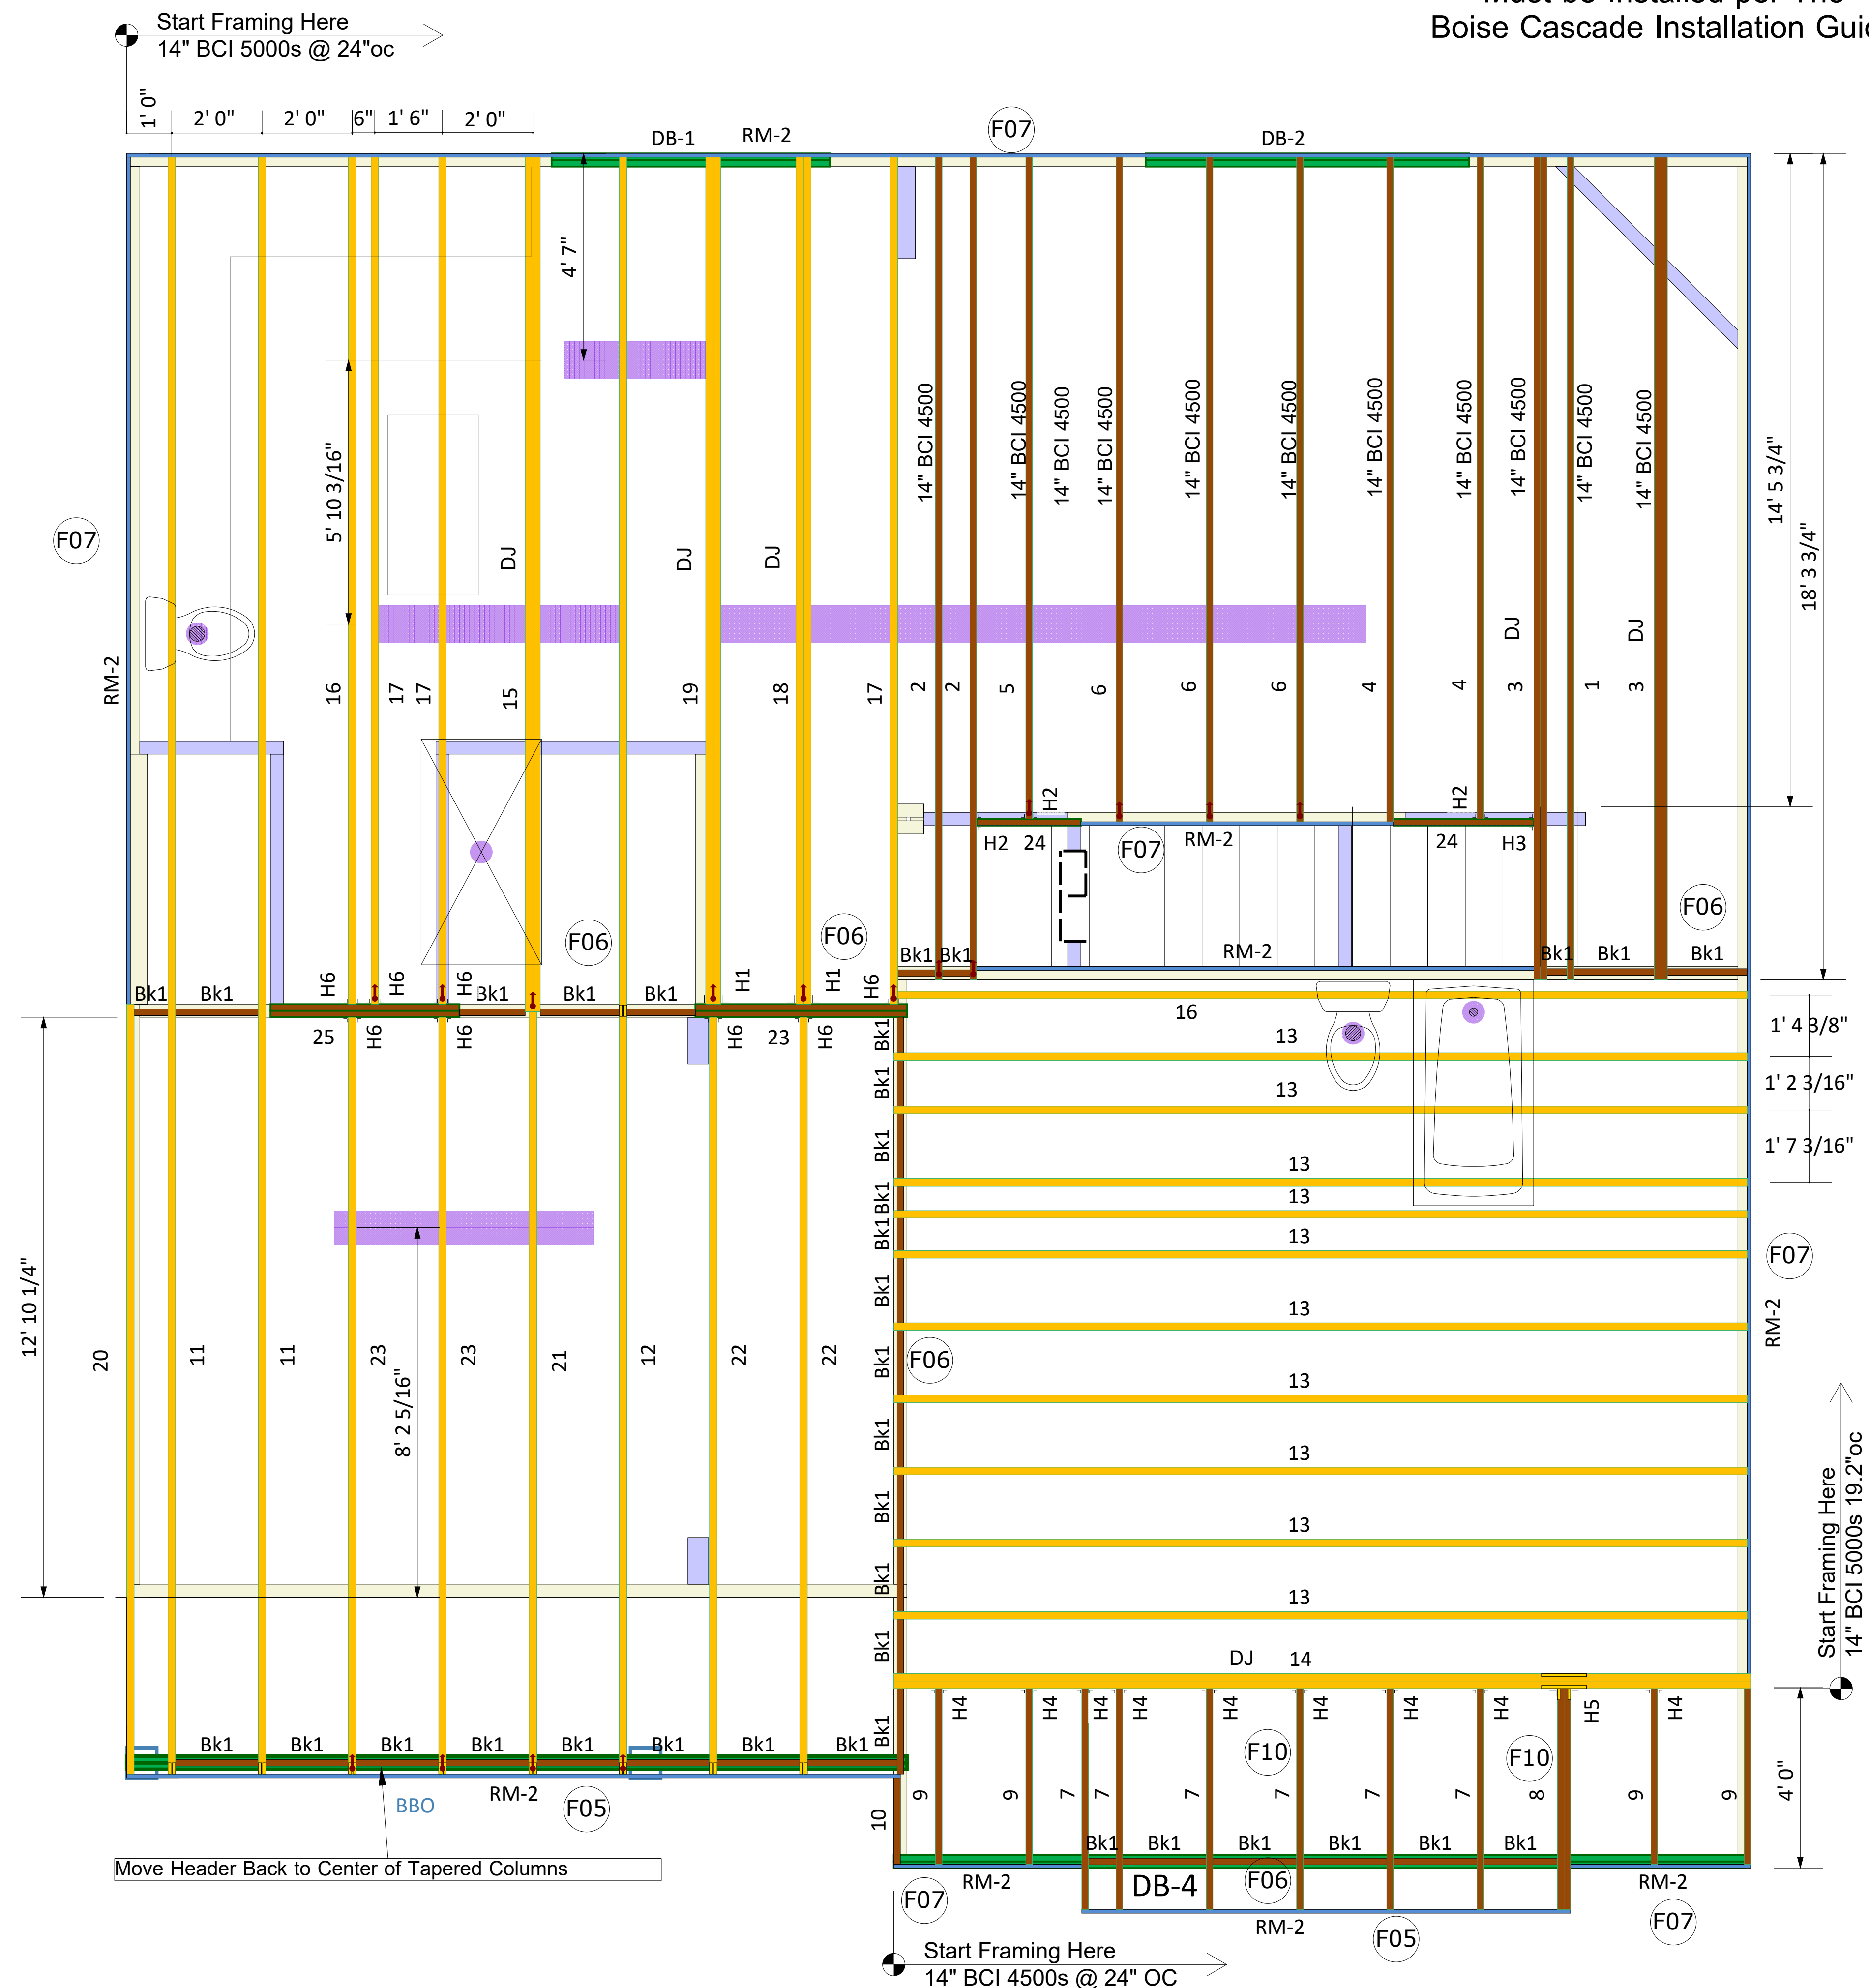 Must be Installed per The
Boise Cascade Installation
Start Framing Here
14" BCI 5000s @ 24"oc
1' 0"
2' 0"
2' 0"
6"
1' 6"
2' 0"
DB-1
RM-2
F07
DB-2
4' 7"
5' 10 3/16"
14" BCI 4500
14" BCI 4500
14" BCI 4500
14" BCI 4500
14" BCI 4500
14" BCI 4500
14" BCI 4500
14" BCI 4500
14" BCI 4500
14" BCI 4500
14" BCI 4500
14' 5 3/4"
18' 3 3/4"
F07
DJ
DJ
DJ
DJ
DJ
RM-2
16
17
17
15
19
18
17
2
2
5
6
6
6
4
4
3
1
3
H2
H2
H2
24
F07
RM-2
24
H3
F06
F06
F06
Bk1
Bk1
RM-2
Bk1
Bk1
Bk1
Bk1
Bk1
H6
H6
H6
Bk1
Bk1
Bk1
H1
H1
H6
25
H6
H6
H6
23
H6
Bk1
16
13
1' 4 3/8"
Bk1
13
1' 2 3/16"
Bk1
13
1' 7 3/16"
Bk1
13
Bk1
13
F07
12' 10 1/4"
Bk1
13
RM-2
20
11
11
23
23
21
12
22
22
8' 2 5/16"
Bk1
F06
13
Bk1
13
Bk1
13
Bk1
13
Start Framing Here
14" BCI 5000s 19.2"oc
Bk1
DJ
14
H4
H4
H4
H4
H4
H4
H4
H4
H5
H4
Bk1
Bk1
Bk1
Bk1
Bk1
Bk1
Bk1
Bk1
Bk1
F10
F10
4' 0"
BBO
RM-2
F05
10
9
9
7
7
7
7
7
7
8
9
9
Bk1
Bk1
Bk1
Bk1
Bk1
Move Header Back to Center of Tapered Columns
RM-2
DB-4
F06
RM-2
F07
F07
RM-2
F05
Start Framing Here
14" BCI 4500s @ 24" OC